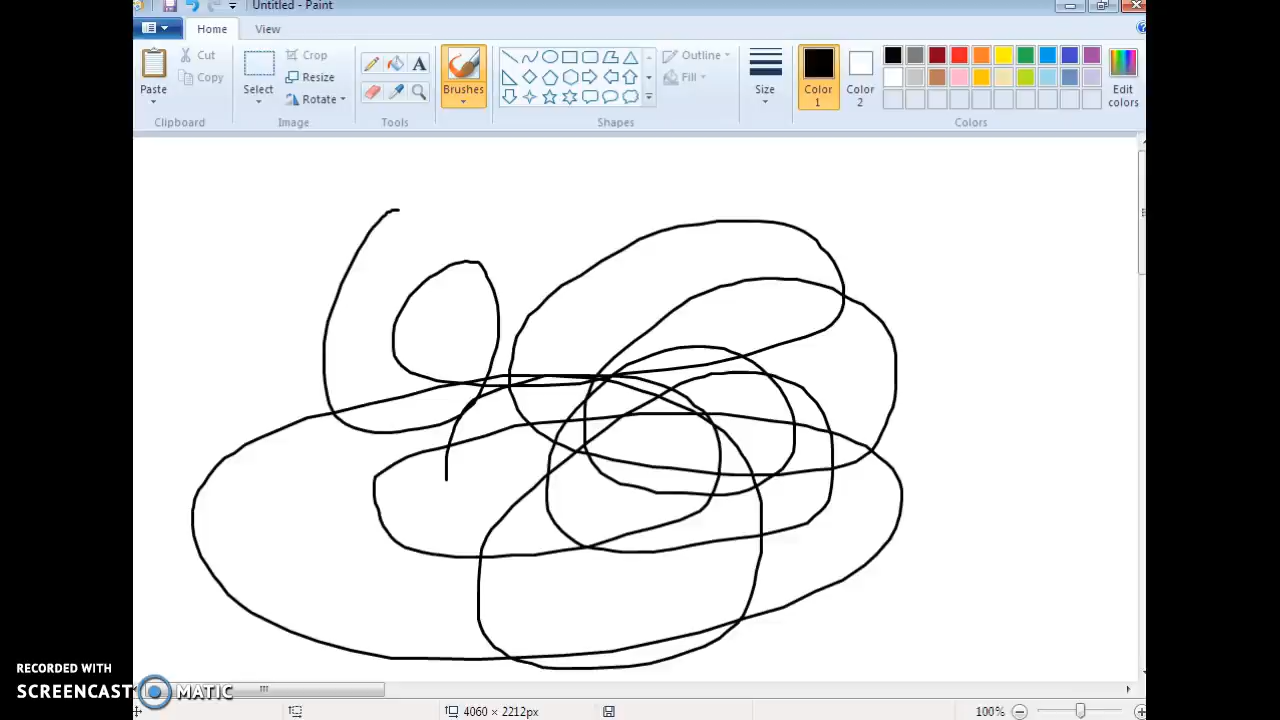 Untitled - Paint
Home View
Paste
Cut
Copy
Clipboard
Select
Crop
Resize
Rotate
Image
A
Tools
Brushes
Outline
Fill
Shapes
Size
Color 1
Color 2
Edit colors
Colors
RECORDED WITH
SCREENCAST MATIC
4060 × 2212px
100%